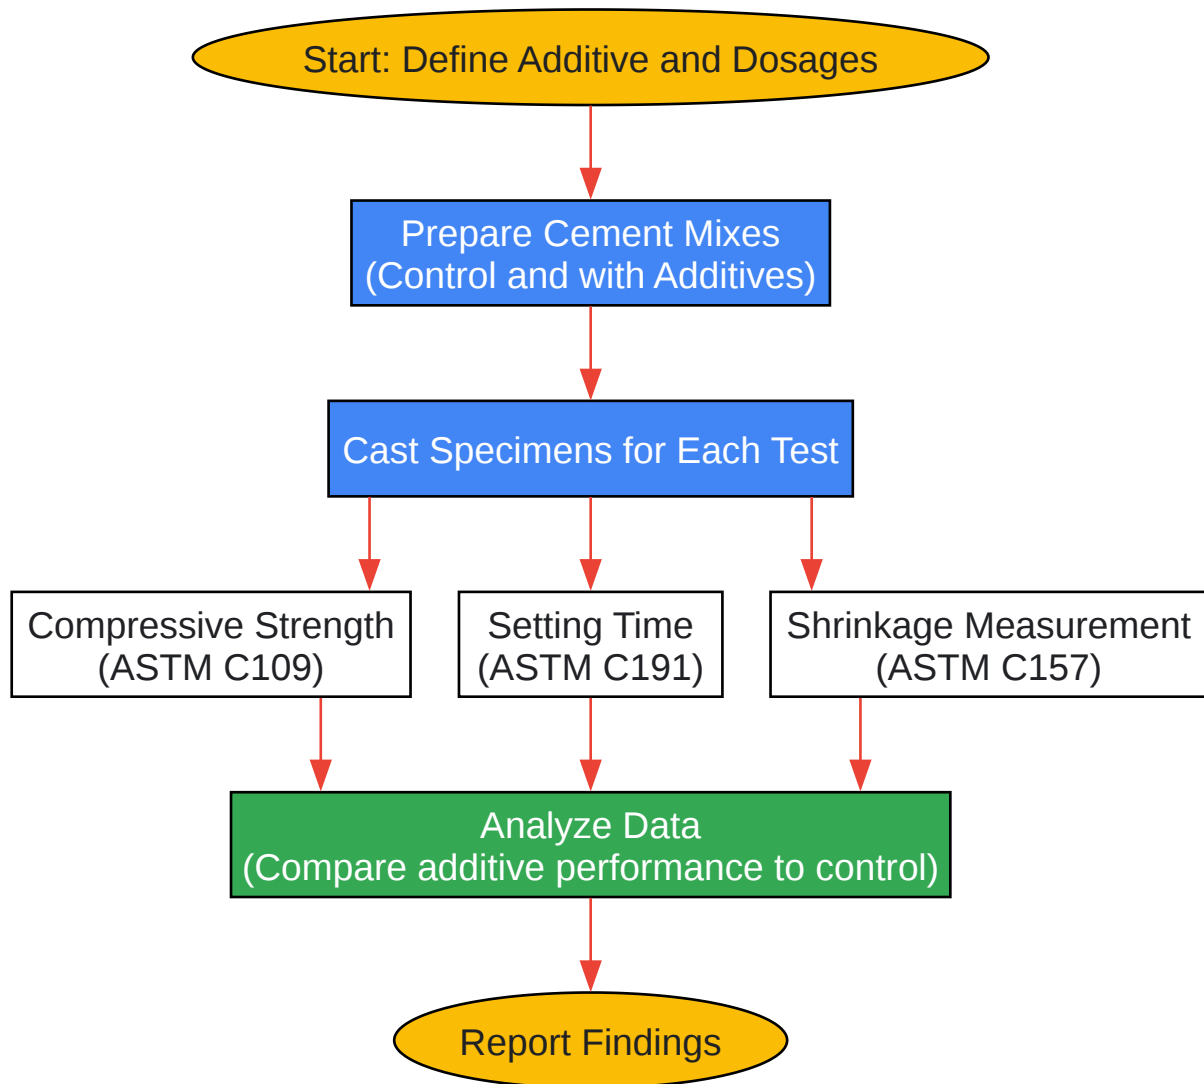 Start: Define Additive and Dosages
Prepare Cement Mixes
(Control and with Additives)
Cast Specimens for Each Test
Compressive Strength
(ASTM C109)
Setting Time
(ASTM C191)
Shrinkage Measurement
(ASTM C157)
Analyze Data
(Compare additive performance to control)
Report Findings